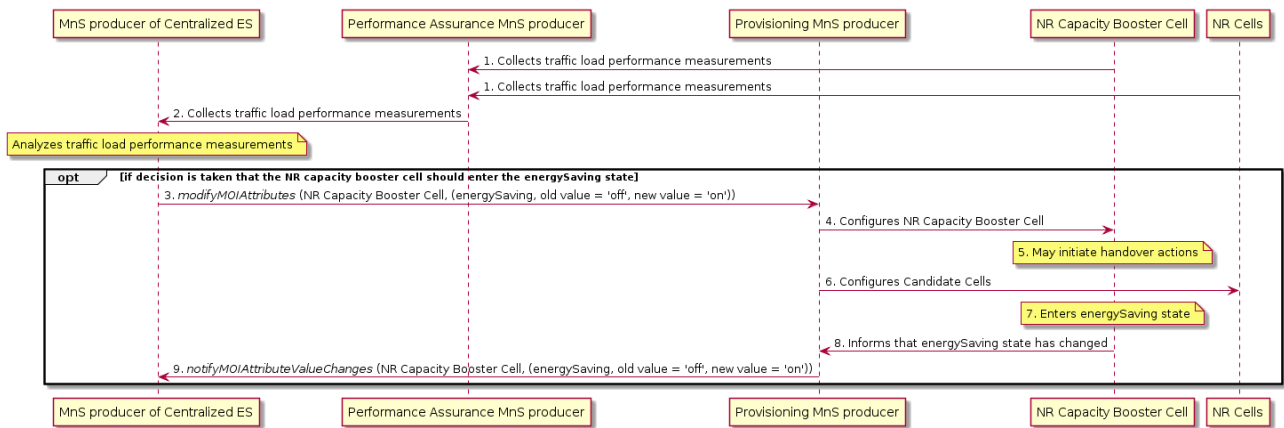 MnS producer of Centralized ES
Performance Assurance MnS producer
Provisioning MnS producer
NR Capacity Booster Cell
NR Cells
1. Collects traffic load performance measurements
1. Collects traffic load performance measurements
2. Collects traffic load performance measurements
Analyzes traffic load performance measurements
opt
[if decision is taken that the NR capacity booster cell should enter the energySaving state]
3. modifyMOIAttributes (NR Capacity Booster Cell, (energySaving, old value = 'off', new value = 'on'))
4. Configures NR Capacity Booster Cell
5. May initiate handover actions
6. Configures Candidate Cells
7. Enters energySaving state
8. Informs that energySaving state has changed
9. notifyMOIAttributeValueChanges (NR Capacity Booster Cell, (energySaving, old value = 'off', new value = 'on'))
MnS producer of Centralized ES
Performance Assurance MnS producer
Provisioning MnS producer
NR Capacity Booster Cell
NR Cells